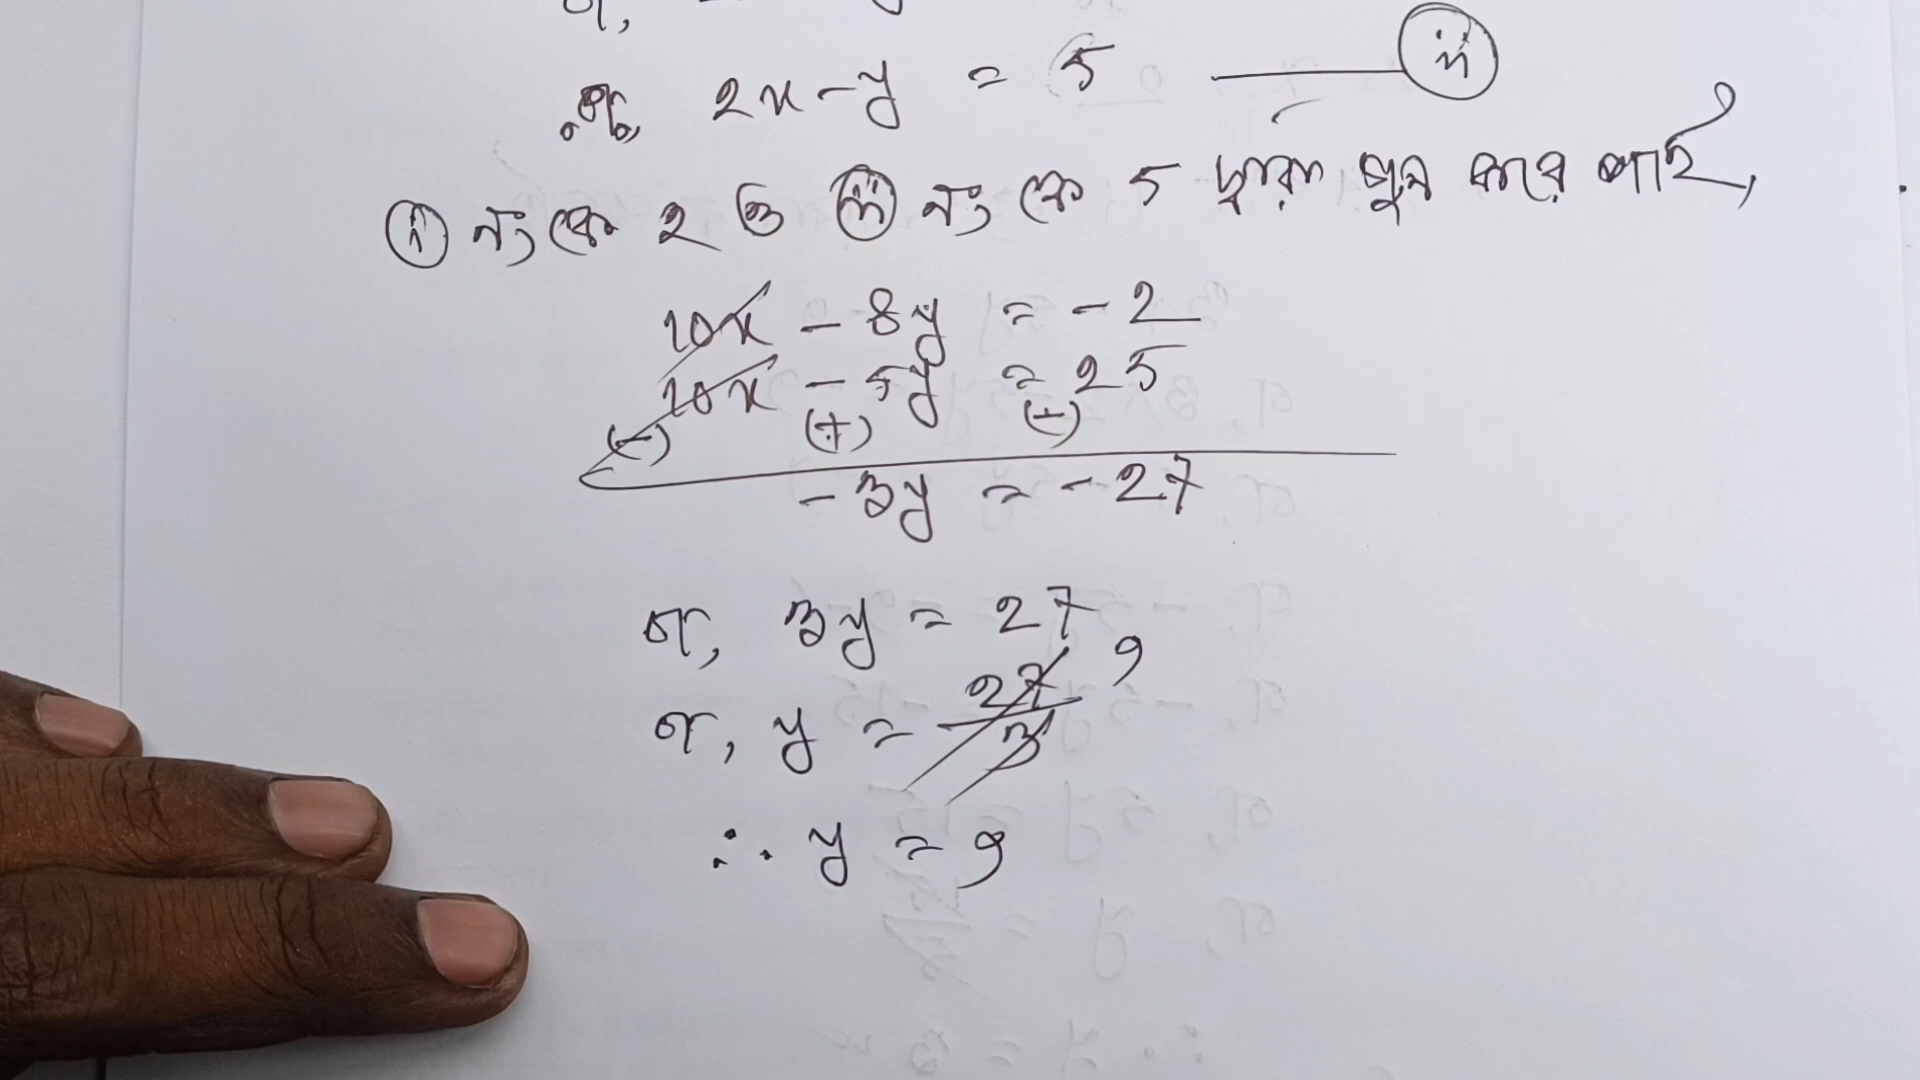 বা, 2x - y = 5 ——— (ii)
(i) নং কে 2 ও (ii) নং কে 5 দ্বারা গুন করে পাই,
10x - 8y = - 2
10x - 5y = 25
(-) (+) (-)
- 3y = - 27
বা, 3y = 27
বা, y = 27/3 9
∴ y = 9